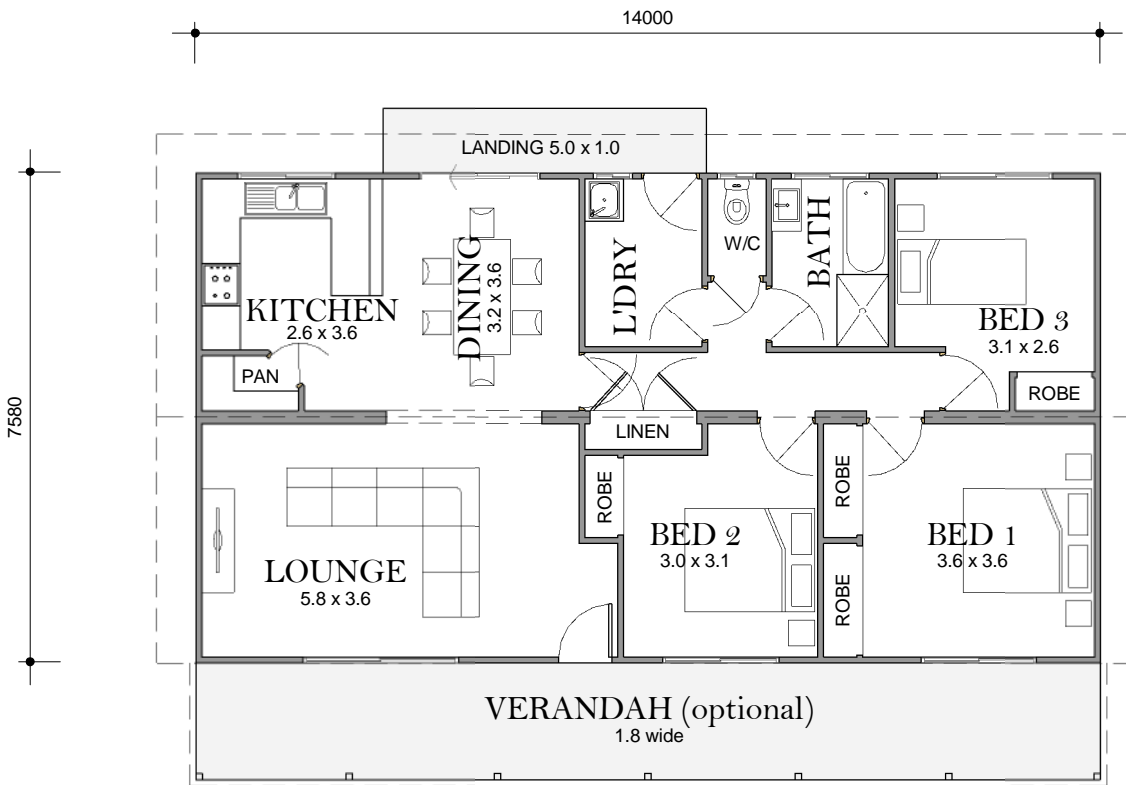 14000
LANDING 5.0 x 1.0
7580
KITCHEN
2.6 x 3.6
DINING
3.2 x 3.6
L'DRY
W/C
BATH
BED 3
3.1 x 2.6
PAN
ROBE
LINEN
ROBE
ROBE
BED 2
3.0 x 3.1
BED 1
3.6 x 3.6
LOUNGE
5.8 x 3.6
ROBE
VERANDAH (optional)
1.8 wide